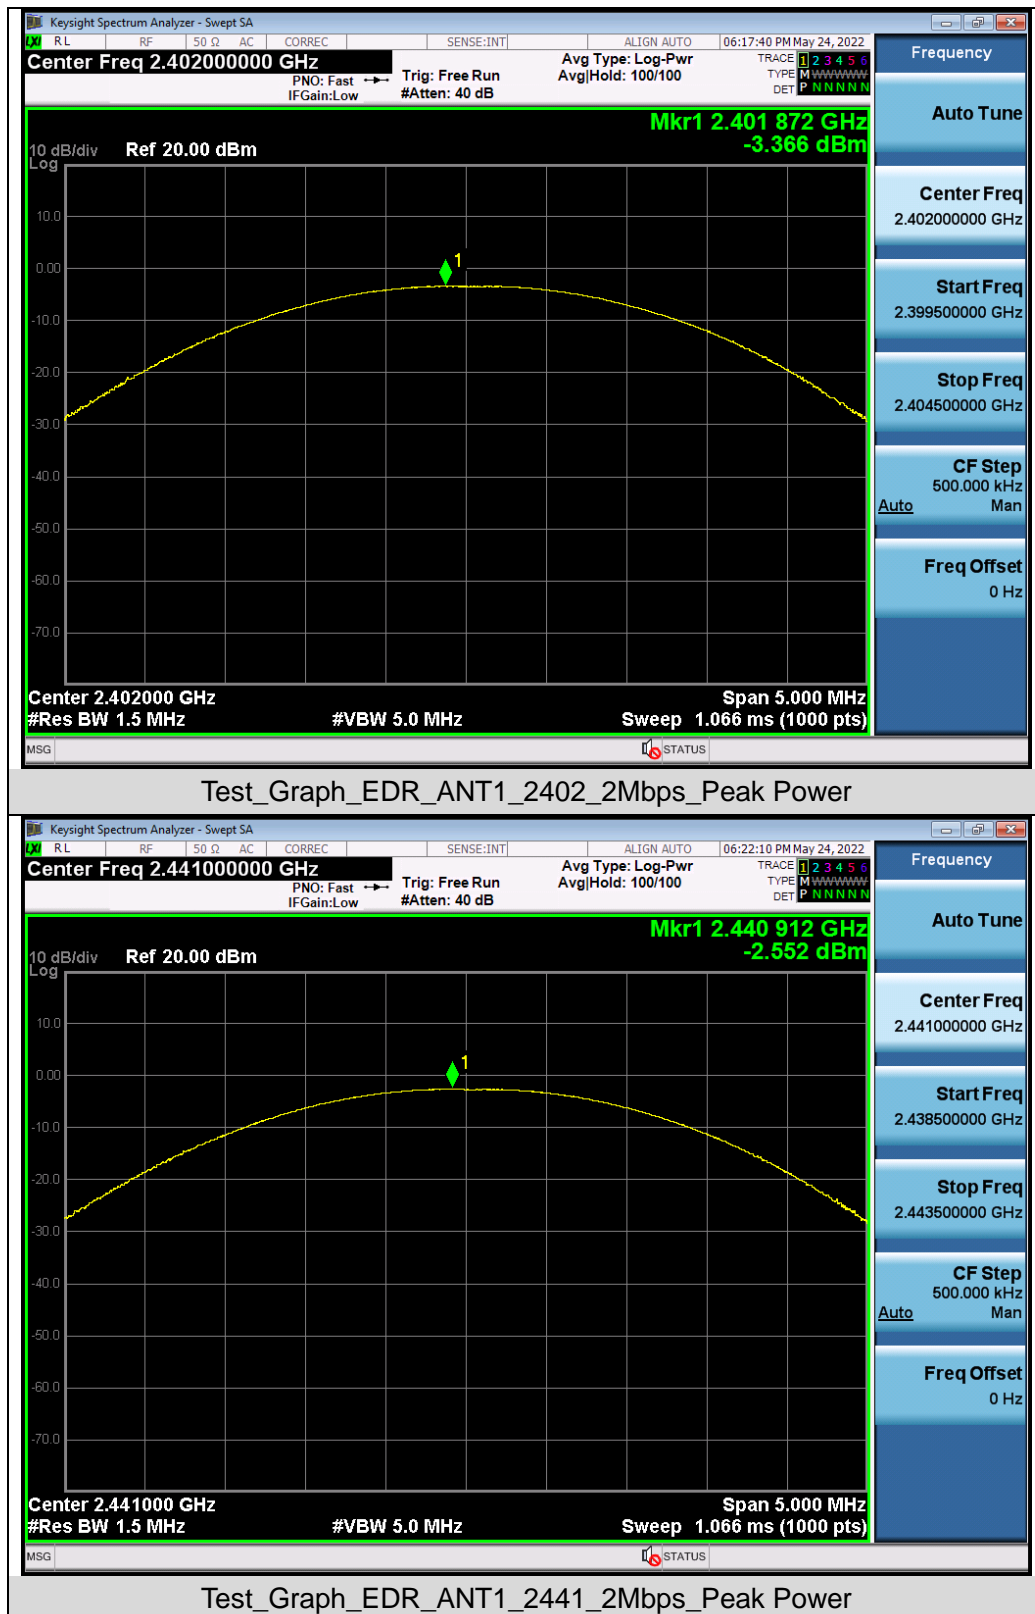 Keysight Spectrum Analyzer - Swept SA
LXI RL RF 50 Ω AC CORREC SENSE:INT ALIGN AUTO 06:17:40 PM May 24, 2022
Center Freq 2.402000000 GHz
PNO: Fast
IFGain:Low
Trig: Free Run
#Atten: 40 dB
Avg Type: Log-Pwr
Avg|Hold: 100/100
TRACE 1 2 3 4 5 6
TYPE M WWWWW
DET P N N N N N
Mkr1 2.401 872 GHz
-3.366 dBm
10 dB/div Ref 20.00 dBm
Log
10.0
0.00
1
-10.0
-20.0
-30.0
-40.0
-50.0
-60.0
-70.0
Center 2.402000 GHz Span 5.000 MHz
#Res BW 1.5 MHz #VBW 5.0 MHz Sweep 1.066 ms (1000 pts)
MSG STATUS
Frequency
Auto Tune
Center Freq
2.402000000 GHz
Start Freq
2.399500000 GHz
Stop Freq
2.404500000 GHz
CF Step
500.000 kHz
Auto Man
Freq Offset
0 Hz
Test_Graph_EDR_ANT1_2402_2Mbps_Peak Power
Keysight Spectrum Analyzer - Swept SA
LXI RL RF 50 Ω AC CORREC SENSE:INT ALIGN AUTO 06:22:10 PM May 24, 2022
Center Freq 2.441000000 GHz
PNO: Fast
IFGain:Low
Trig: Free Run
#Atten: 40 dB
Avg Type: Log-Pwr
Avg|Hold: 100/100
TRACE 1 2 3 4 5 6
TYPE M WWWWW
DET P N N N N N
Mkr1 2.440 912 GHz
-2.552 dBm
10 dB/div Ref 20.00 dBm
Log
10.0
0.00
1
-10.0
-20.0
-30.0
-40.0
-50.0
-60.0
-70.0
Center 2.441000 GHz Span 5.000 MHz
#Res BW 1.5 MHz #VBW 5.0 MHz Sweep 1.066 ms (1000 pts)
MSG STATUS
Frequency
Auto Tune
Center Freq
2.441000000 GHz
Start Freq
2.438500000 GHz
Stop Freq
2.443500000 GHz
CF Step
500.000 kHz
Auto Man
Freq Offset
0 Hz
Test_Graph_EDR_ANT1_2441_2Mbps_Peak Power